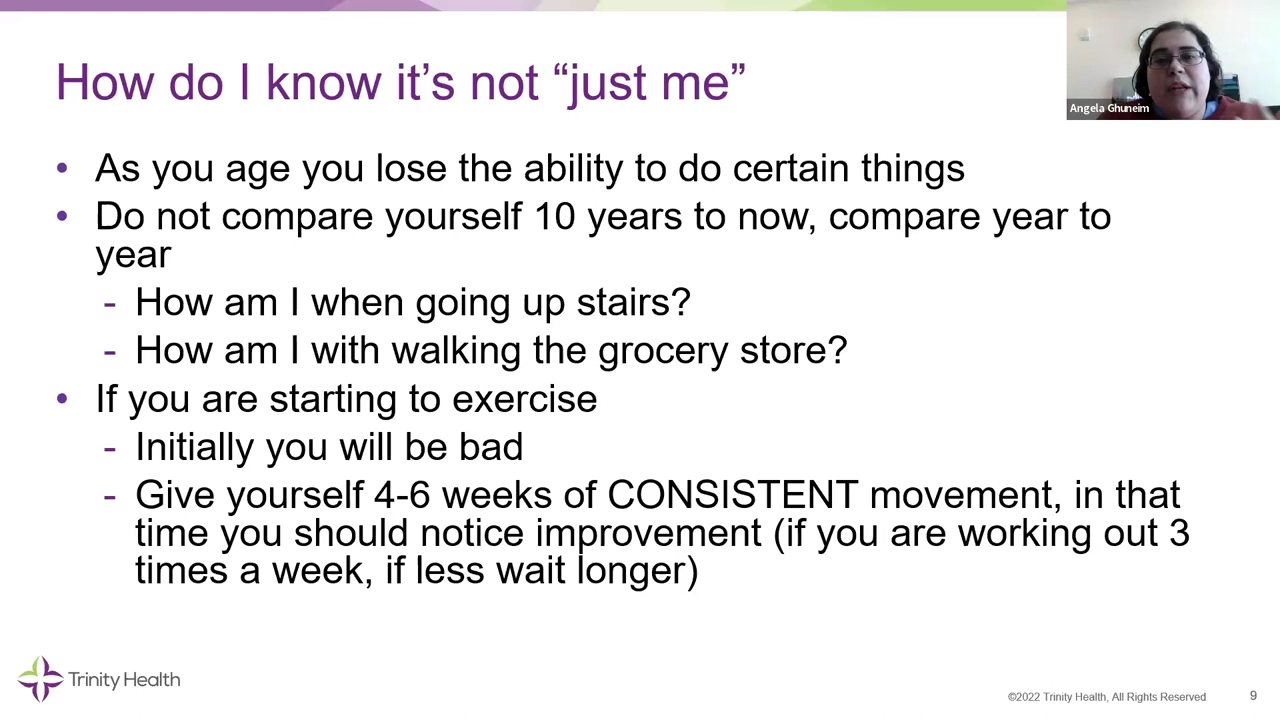 How do I know it's not “just me”
Angela Ghuneim
• As you age you lose the ability to do certain things
• Do not compare yourself 10 years to now, compare year to
year
- How am I when going up stairs?
- How am I with walking the grocery store?
• If you are starting to exercise
- Initially you will be bad
- Give yourself 4-6 weeks of CONSISTENT movement, in that
time you should notice improvement (if you are working out 3
times a week, if less wait longer)
Trinity Health
©2022 Trinity Health, All Rights Reserved
9